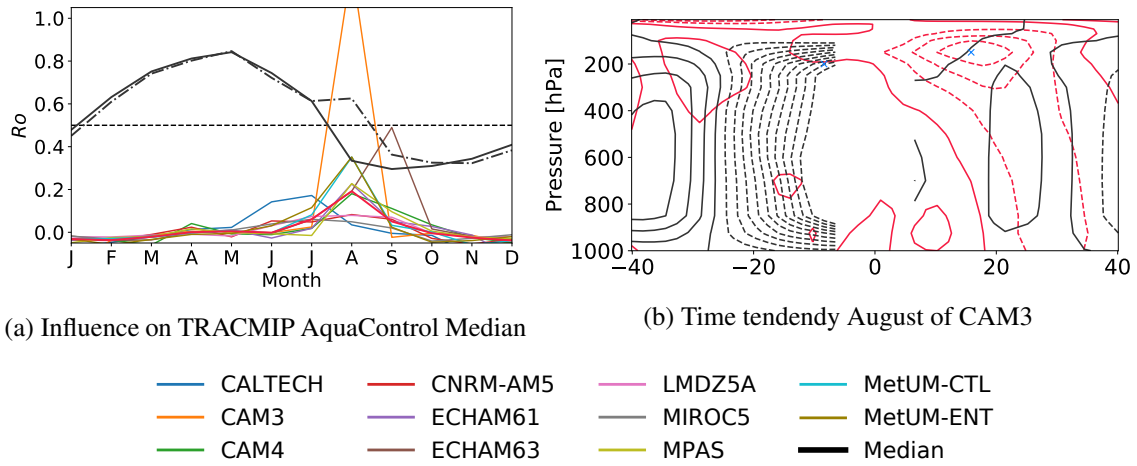 1.0
0.8
0.6
0.4
0.2
0.0
Ro
J F M A M J J A S O N D
Month
(a) Influence on TRACMIP AquaControl Median
200
400
600
800
1000
Pressure [hPa]
−40 −20 0 20 40
(b) Time tendendy August of CAM3
CALTECH CNRM-AM5 LMDZ5A MetUM-CTL
CAM3 ECHAM61 MIROC5 MetUM-ENT
CAM4 ECHAM63 MPAS Median